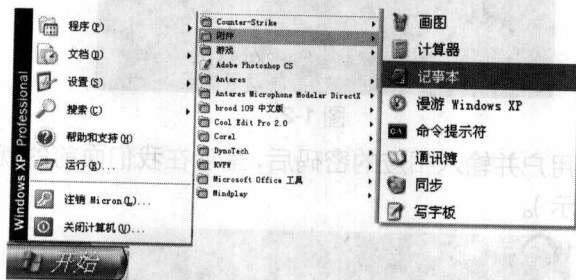 Windows XP Professional
程序(P)
文档(D)
设置(S)
搜索(C)
帮助和支持(H)
运行(R)...
注销 Micron(L)...
关闭计算机(U)...
开始
Counter-Strike
附件
游戏
Adobe Photoshop CS
Antares
Antares Microphone Modeler DirectX
brood 109 中文版
Cool Edit Pro 2.0
Corel
DynoTech
KVFW
Microsoft Office 工具
Mindplay
画图
计算器
记事本
漫游 Windows XP
命令提示符
通讯簿
同步
写字板